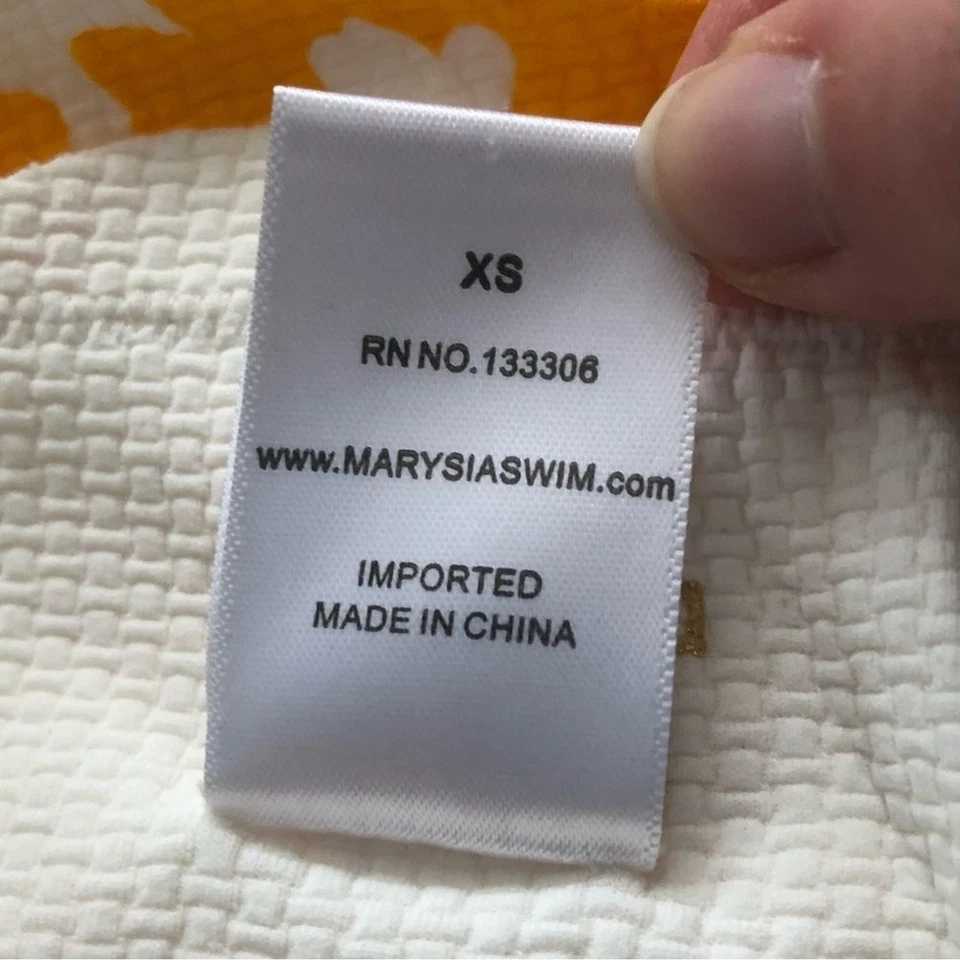 XS
RN NO.133306
www.MARYSIASWIM.com
IMPORTED
MADE IN CHINA